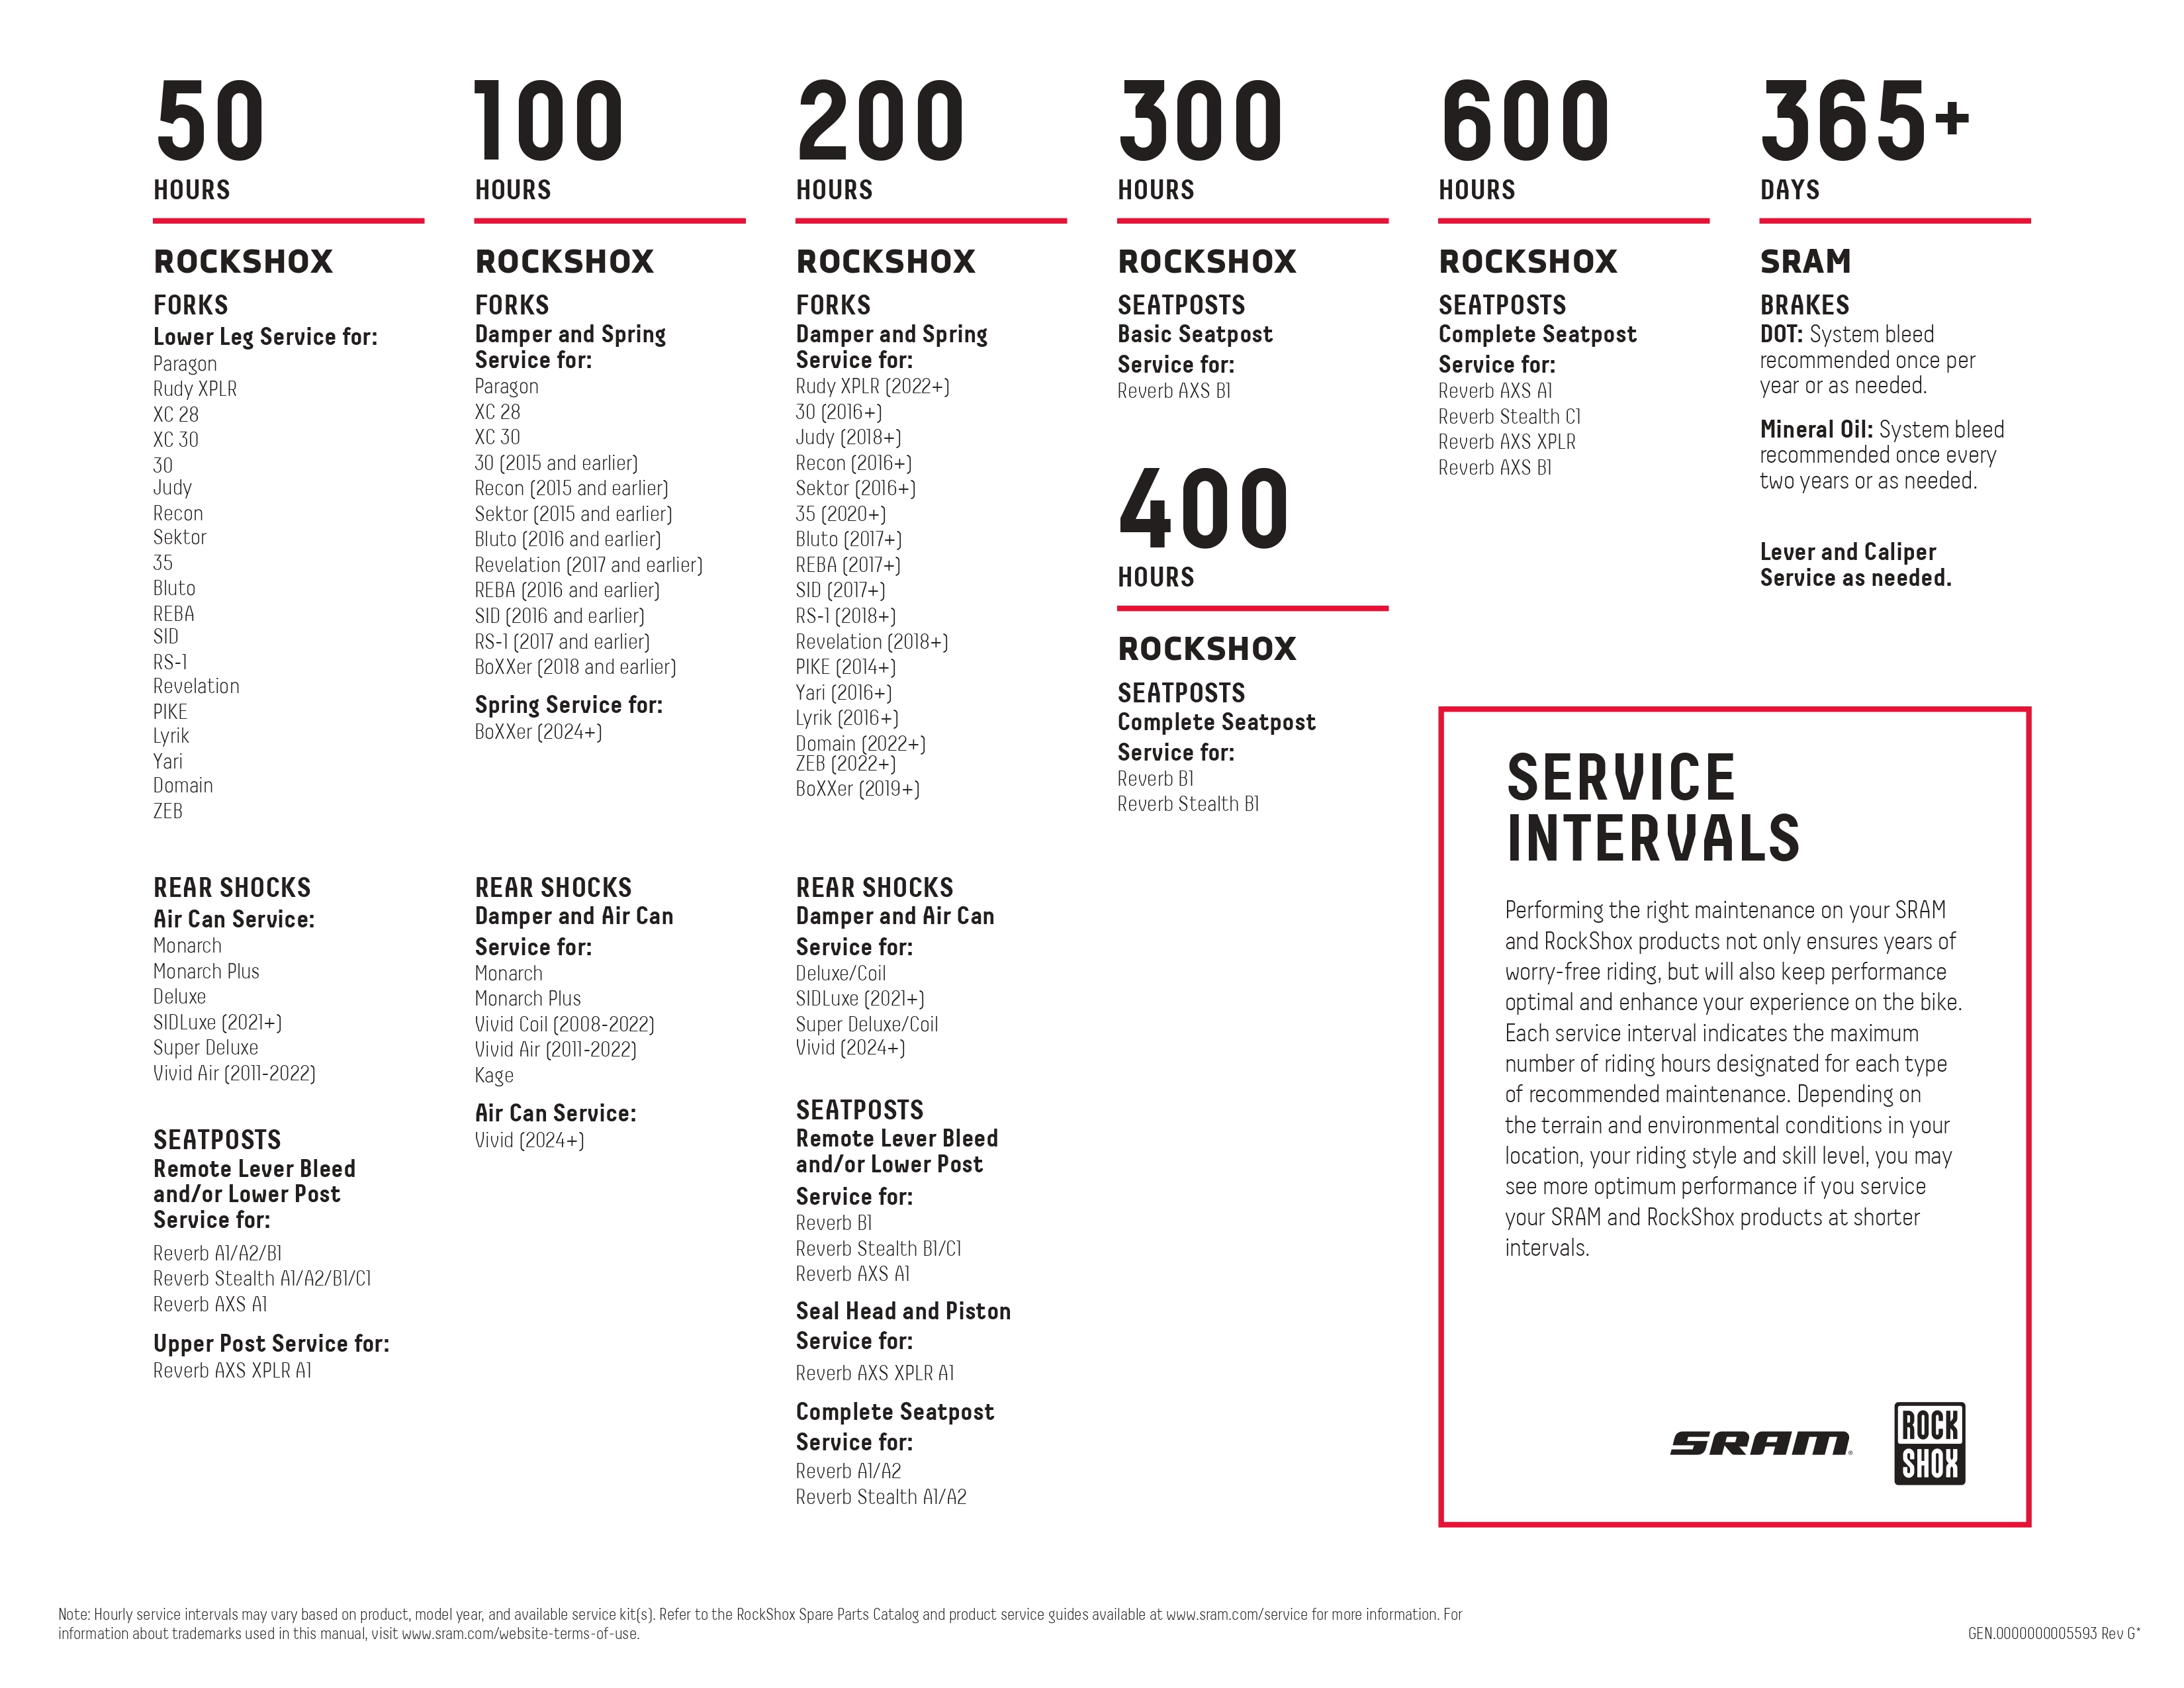 50
HOURS
ROCKSHOX
FORKS
Lower Leg Service for:
Paragon
Rudy XPLR
XC 28
XC 30
30
Judy
Recon
Sektor
35
Bluto
REBA
SID
RS-1
Revelation
PIKE
Lyrik
Yari
Domain
ZEB
REAR SHOCKS
Air Can Service:
Monarch
Monarch Plus
Deluxe
SIDLuxe (2021+)
Super Deluxe
Vivid Air (2011-2022)
SEATPOSTS
Remote Lever Bleed
and/or Lower Post
Service for:
Reverb A1/A2/B1
Reverb Stealth A1/A2/B1/C1
Reverb AXS A1
Upper Post Service for:
Reverb AXS XPLR A1
100
HOURS
ROCKSHOX
FORKS
Damper and Spring
Service for:
Paragon
XC 28
XC 30
30 (2015 and earlier)
Recon (2015 and earlier)
Sektor (2015 and earlier)
Bluto (2016 and earlier)
Revelation (2017 and earlier)
REBA (2016 and earlier)
SID (2016 and earlier)
RS-1 (2017 and earlier)
BoXXer (2018 and earlier)
Spring Service for:
BoXXer (2024+)
REAR SHOCKS
Damper and Air Can
Service for:
Monarch
Monarch Plus
Vivid Coil (2008-2022)
Vivid Air (2011-2022)
Kage
Air Can Service:
Vivid (2024+)
200
HOURS
ROCKSHOX
FORKS
Damper and Spring
Service for:
Rudy XPLR (2022+)
30 (2016+)
Judy (2018+)
Recon (2016+)
Sektor (2016+)
35 (2020+)
Bluto (2017+)
REBA (2017+)
SID (2017+)
RS-1 (2018+)
Revelation (2018+)
PIKE (2014+)
Yari (2016+)
Lyrik (2016+)
Domain (2022+)
ZEB (2022+)
BoXXer (2019+)
REAR SHOCKS
Damper and Air Can
Service for:
Deluxe/Coil
SIDLuxe (2021+)
Super Deluxe/Coil
Vivid (2024+)
SEATPOSTS
Remote Lever Bleed
and/or Lower Post
Service for:
Reverb B1
Reverb Stealth B1/C1
Reverb AXS A1
Seal Head and Piston
Service for:
Reverb AXS XPLR A1
Complete Seatpost
Service for:
Reverb A1/A2
Reverb Stealth A1/A2
300
HOURS
ROCKSHOX
SEATPOSTS
Basic Seatpost
Service for:
Reverb AXS B1
400
HOURS
ROCKSHOX
SEATPOSTS
Complete Seatpost
Service for:
Reverb B1
Reverb Stealth B1
600
HOURS
ROCKSHOX
SEATPOSTS
Complete Seatpost
Service for:
Reverb AXS A1
Reverb Stealth C1
Reverb AXS XPLR
Reverb AXS B1
365+
DAYS
SRAM
BRAKES
DOT: System bleed
recommended once per
year or as needed.
Mineral Oil: System bleed
recommended once every
two years or as needed.
Lever and Caliper
Service as needed.
SERVICE
INTERVALS
Performing the right maintenance on your SRAM
and RockShox products not only ensures years of
worry-free riding, but will also keep performance
optimal and enhance your experience on the bike.
Each service interval indicates the maximum
number of riding hours designated for each type
of recommended maintenance. Depending on
the terrain and environmental conditions in your
location, your riding style and skill level, you may
see more optimum performance if you service
your SRAM and RockShox products at shorter
intervals.
SRAM®
ROCK
SHOX
Note: Hourly service intervals may vary based on product, model year, and available service kit(s). Refer to the RockShox Spare Parts Catalog and product service guides available at www.sram.com/service for more information. For
information about trademarks used in this manual, visit www.sram.com/website-terms-of-use.
GEN.0000000005593 Rev G*